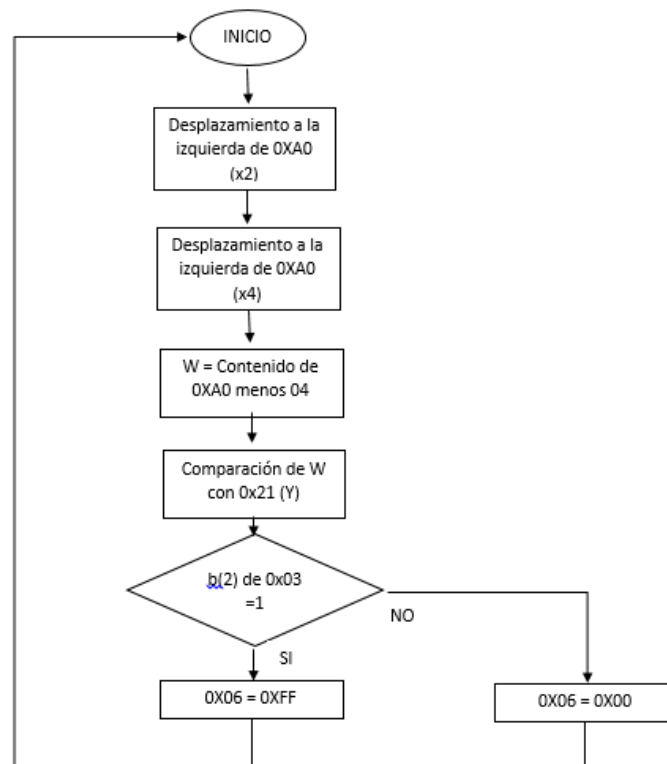 INICIO
Desplazamiento a la
izquierda de 0XA0
(x2)
Desplazamiento a la
izquierda de 0XA0
(x4)
W = Contenido de
0XA0 menos 04
Comparación de W
con 0x21 (Y)
b(2) de 0x03
=1
NO
SI
0X06 = 0XFF
0X06 = 0X00